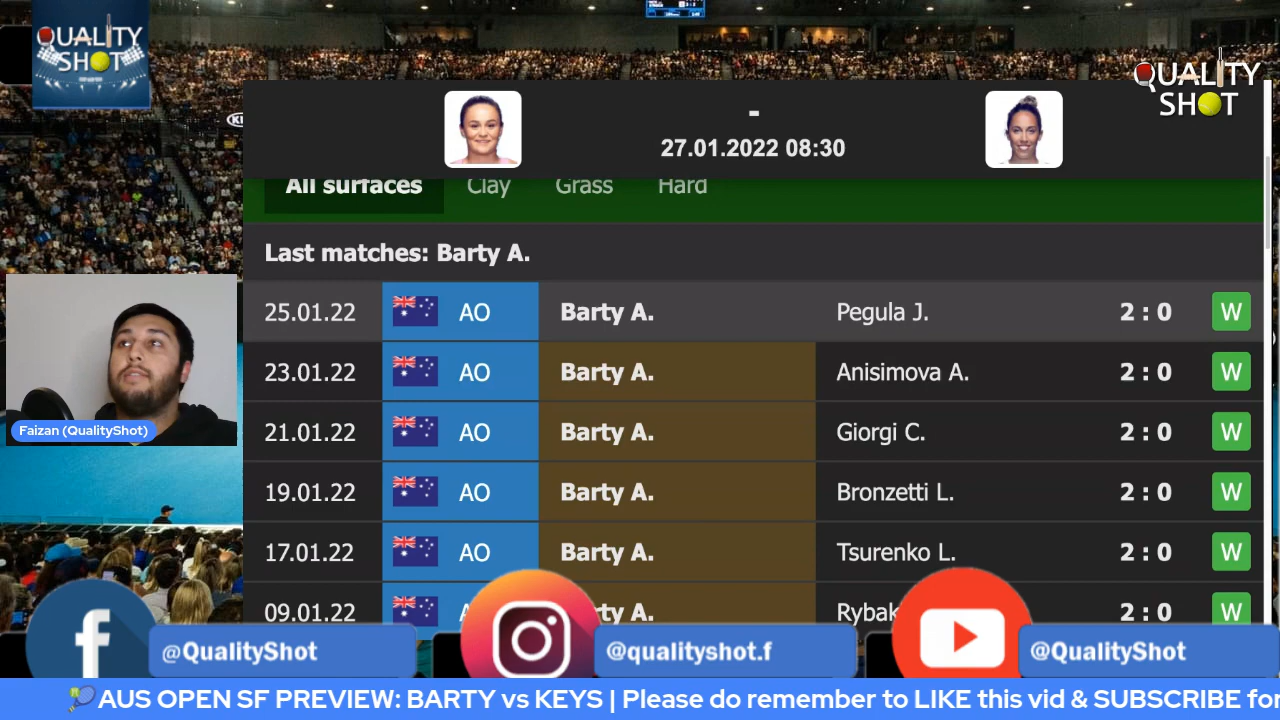 QUALITY
SHOT
QUALITY
SHOT
-
27.01.2022 08:30
All surfaces Clay Grass Hard
Last matches: Barty A.
25.01.22 AO Barty A. Pegula J. 2 : 0 W
23.01.22 AO Barty A. Anisimova A. 2 : 0 W
21.01.22 AO Barty A. Giorgi C. 2 : 0 W
19.01.22 AO Barty A. Bronzetti L. 2 : 0 W
17.01.22 AO Barty A. Tsurenko L. 2 : 0 W
09.01.22 A rty A. Rybak 2 : 0 W
Faizan (QualityShot)
@QualityShot @qualityshot.f @QualityShot
AUS OPEN SF PREVIEW: BARTY vs KEYS | Please do remember to LIKE this vid & SUBSCRIBE for